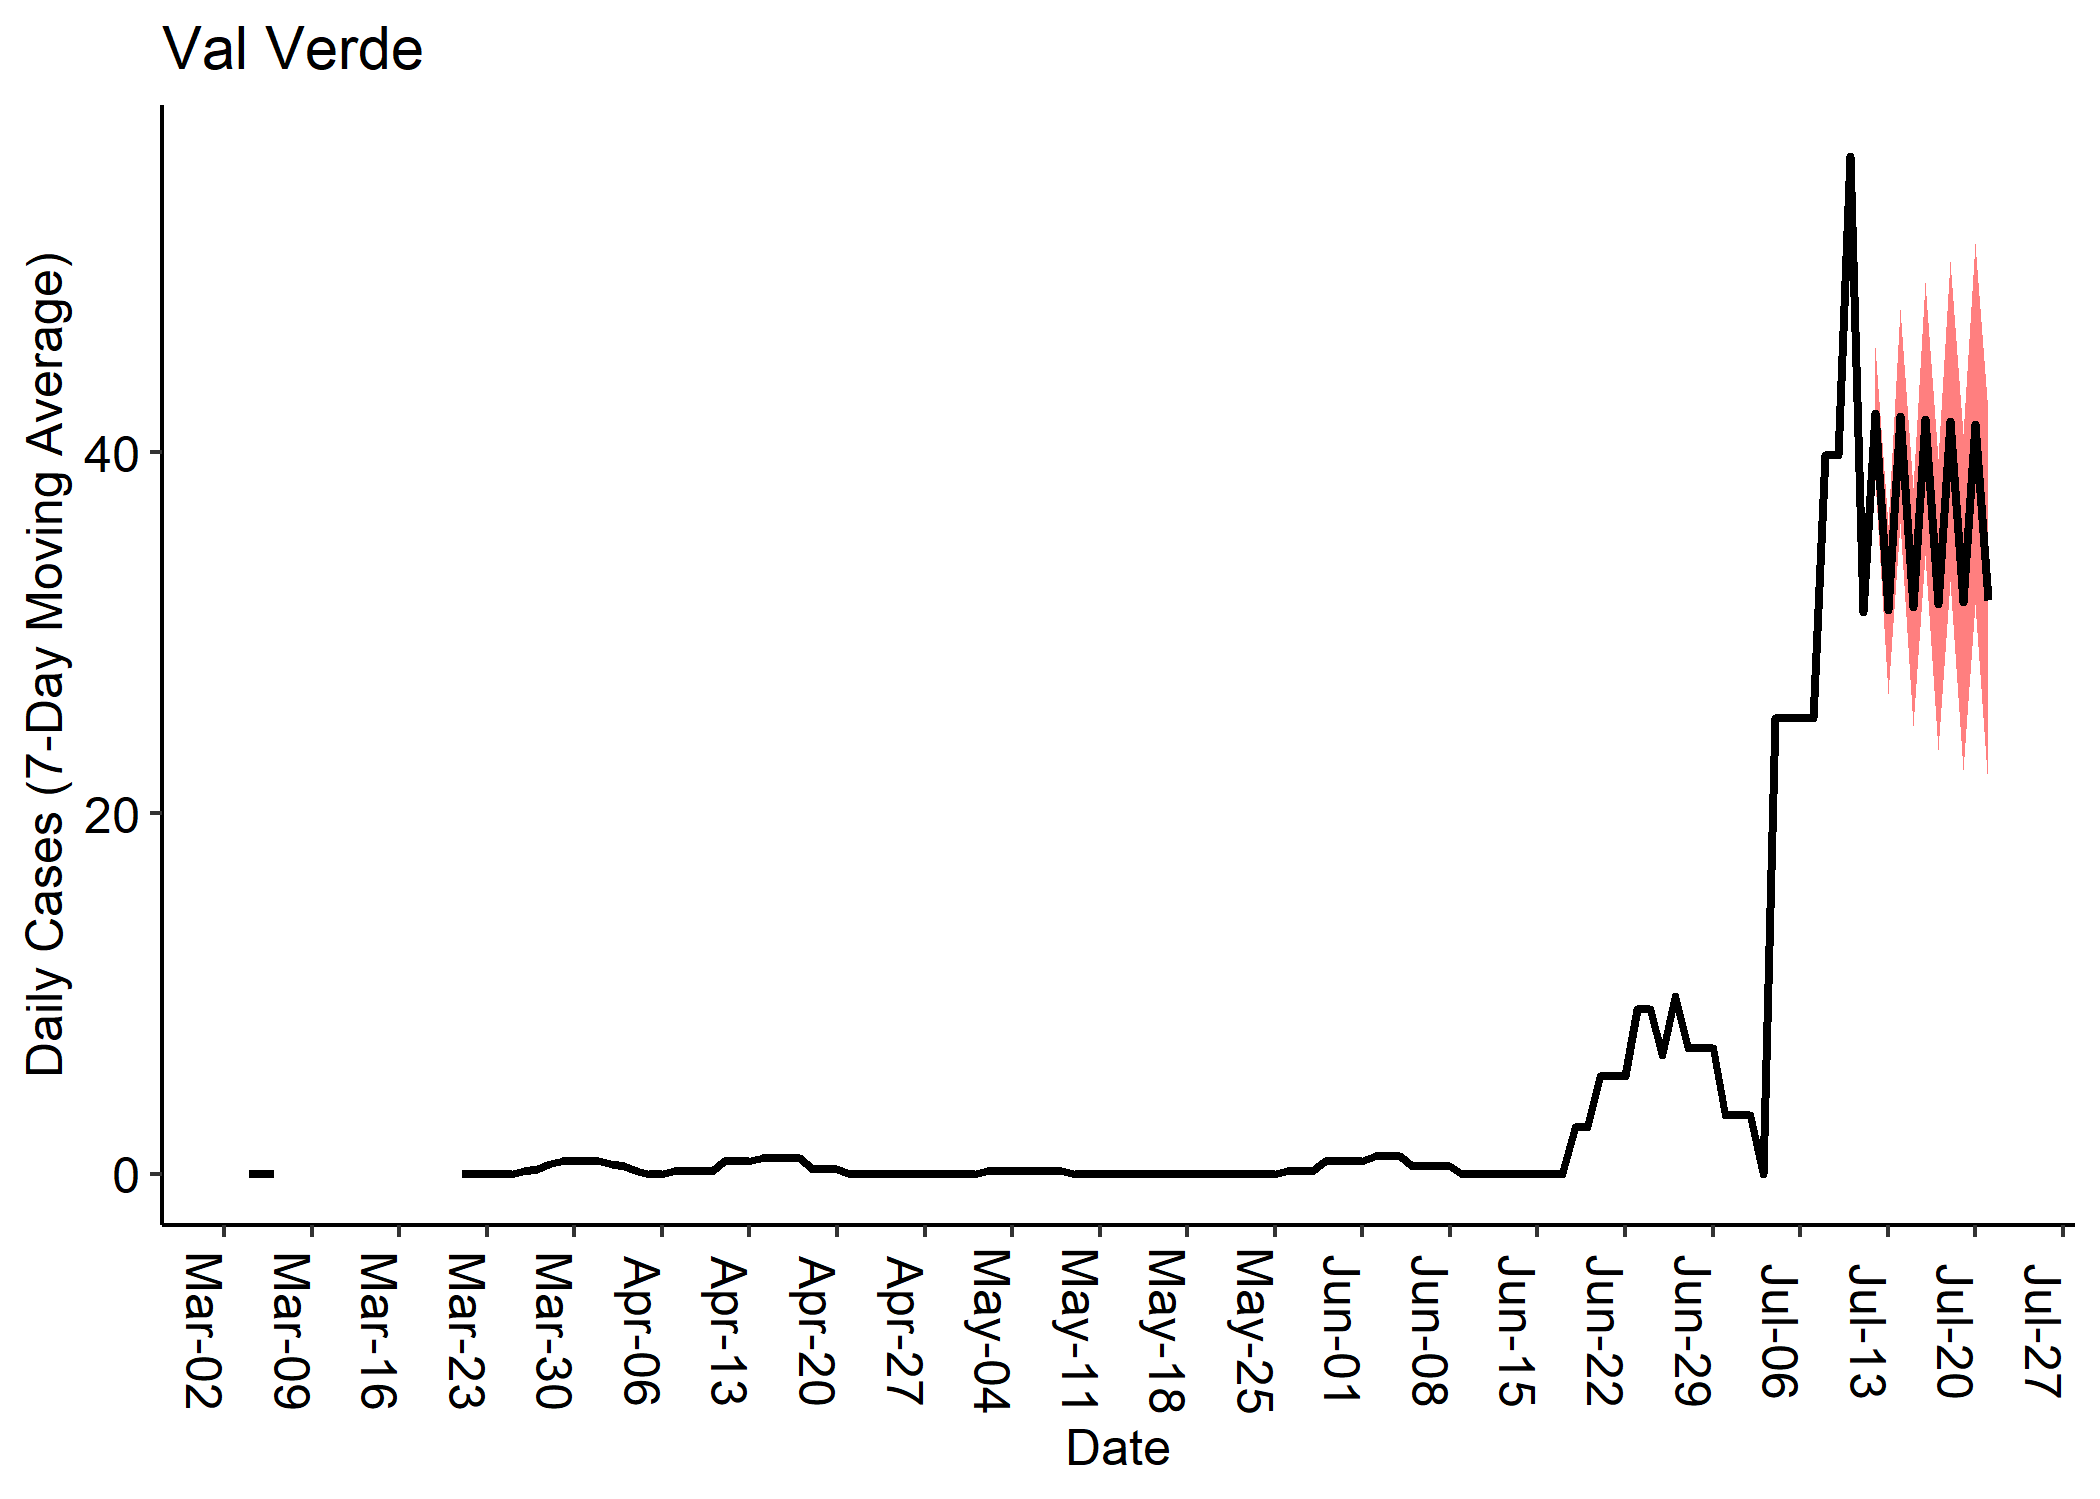 Val Verde
Daily Cases (7-Day Moving Average)
40
20
0
Mar-02
Mar-09
Mar-16
Mar-23
Mar-30
Apr-06
Apr-13
Apr-20
Apr-27
May-04
May-11
May-18
May-25
Jun-01
Jun-08
Jun-15
Jun-22
Jun-29
Jul-06
Jul-13
Jul-20
Jul-27
Date